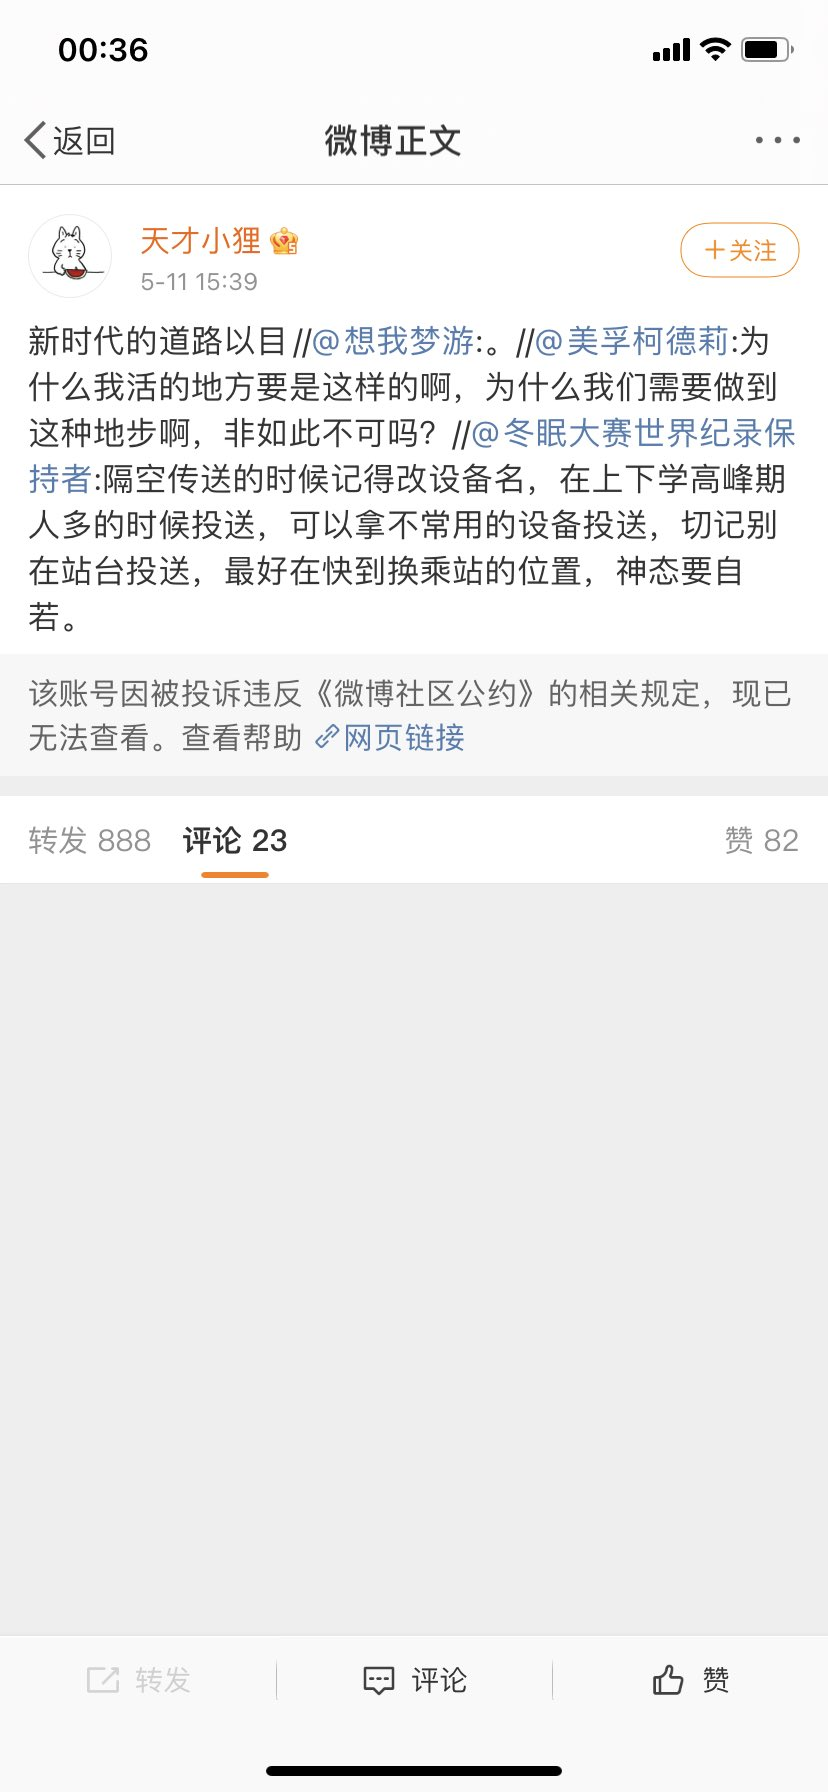 00:36
返回
微博正文
天才小狸
5-11 15:39
+关注
新时代的道路以目//@想我梦游:。//@美孚柯德莉:为
什么我活的地方要是这样的啊，为什么我们需要做到
这种地步啊，非如此不可吗？//@冬眠大赛世界纪录保
持者:隔空传送的时候记得改设备名，在上下学高峰期
人多的时候投送，可以拿不常用的设备投送，切记别
在站台投送，最好在快到换乘站的位置，神态要自
若。
该账号因被投诉违反《微博社区公约》的相关规定，现已
无法查看。查看帮助 网页链接
转发 888 评论 23 赞 82
转发 评论 赞